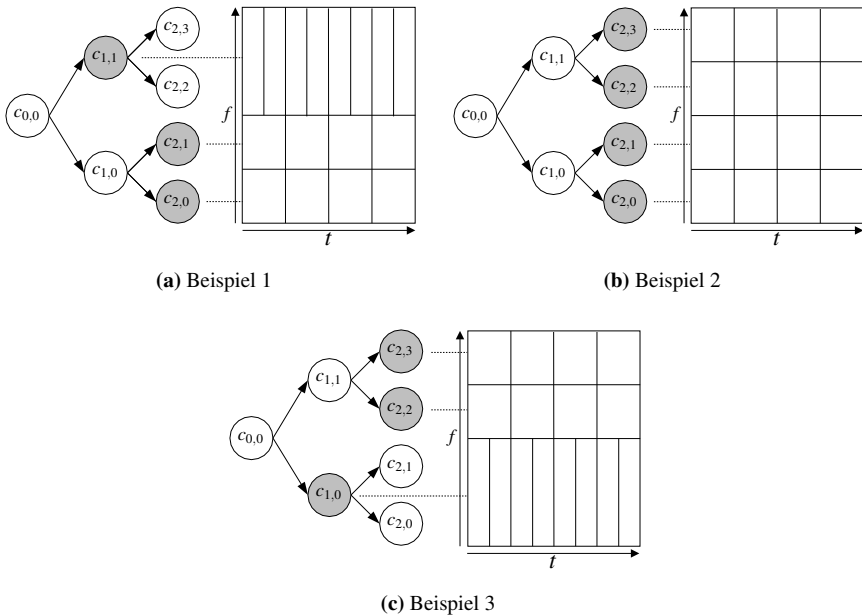 c2,3
c1,1
c2,2
c0,0
f
c2,1
c1,0
c2,0
t
(a) Beispiel 1
c2,3
c1,1
c2,2
c0,0
f
c2,1
c1,0
c2,0
t
(b) Beispiel 2
c2,3
c1,1
c2,2
c0,0
f
c2,1
c1,0
c2,0
t
(c) Beispiel 3